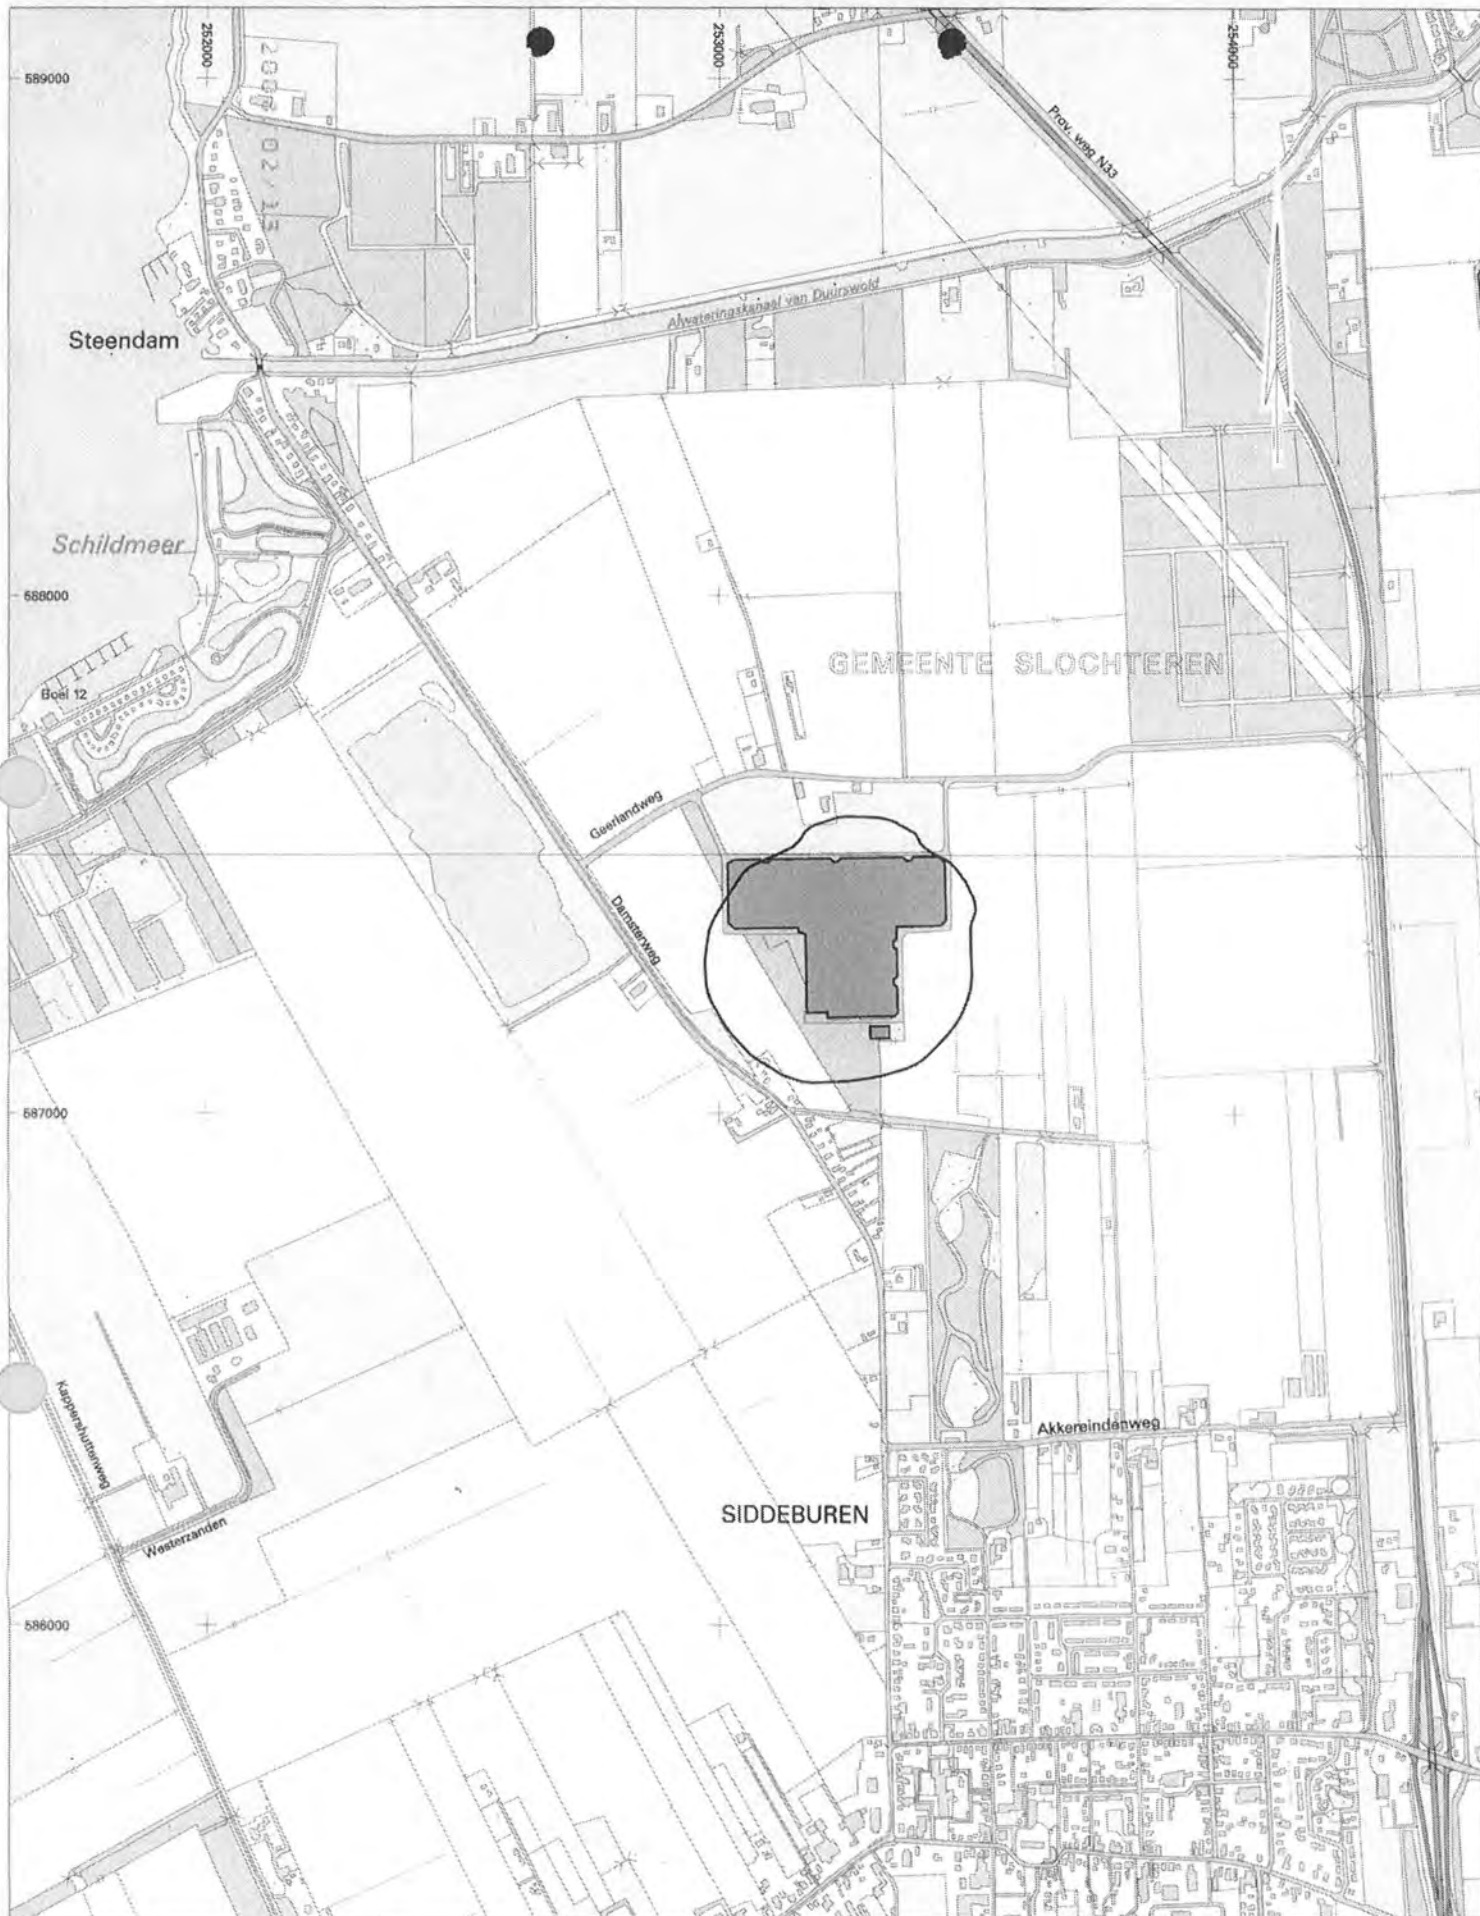 252000
253000
254000
589000
Prov. weg N33
Afwateringskanaal van Duurswold
Steendam
Schildmeer
588000
GEMEENTE SLOCHTEREN
Boei 12
Geerlandweg
Damsterweg
587000
Kappershuttenweg
Akkereindenweg
SIDDEBUREN
Westerzanden
586000